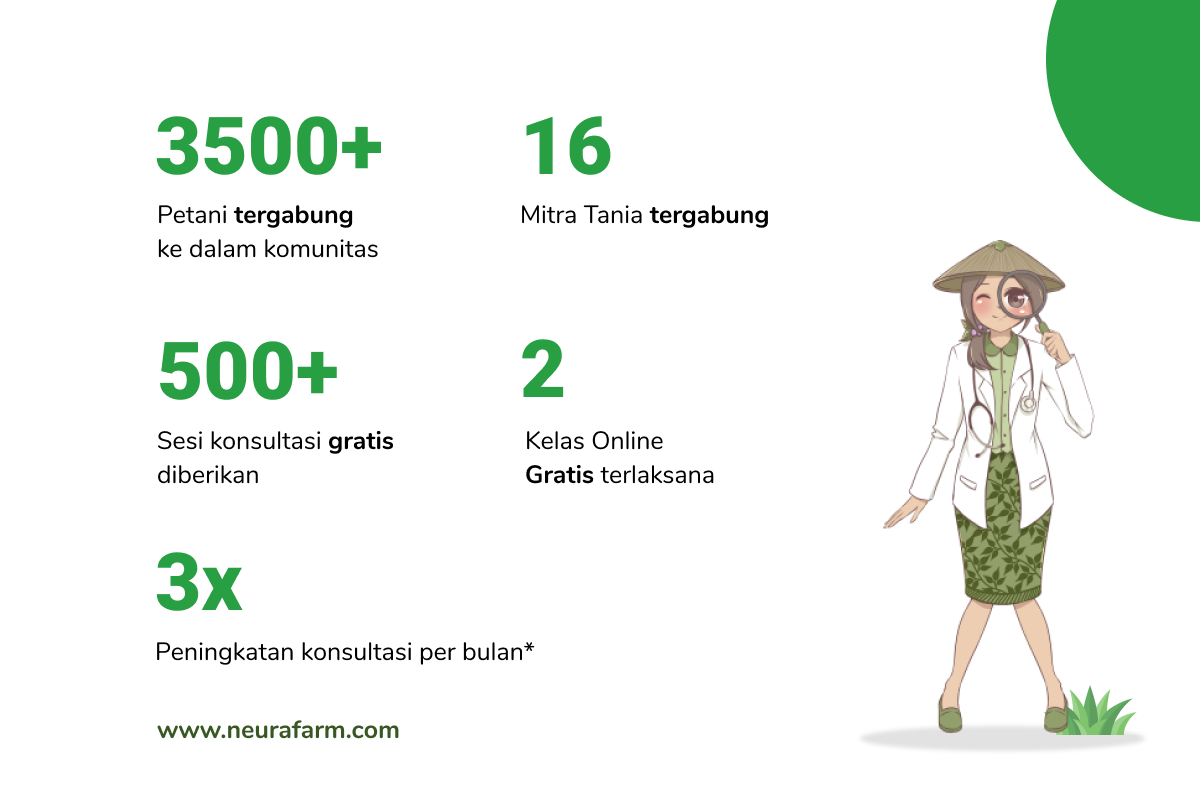 3500+
Petani tergabung
ke dalam komunitas
16
Mitra Tania tergabung
500+
Sesi konsultasi gratis
diberikan
2
Kelas Online
Gratis terlaksana
3x
Peningkatan konsultasi per bulan*
www.neurafarm.com